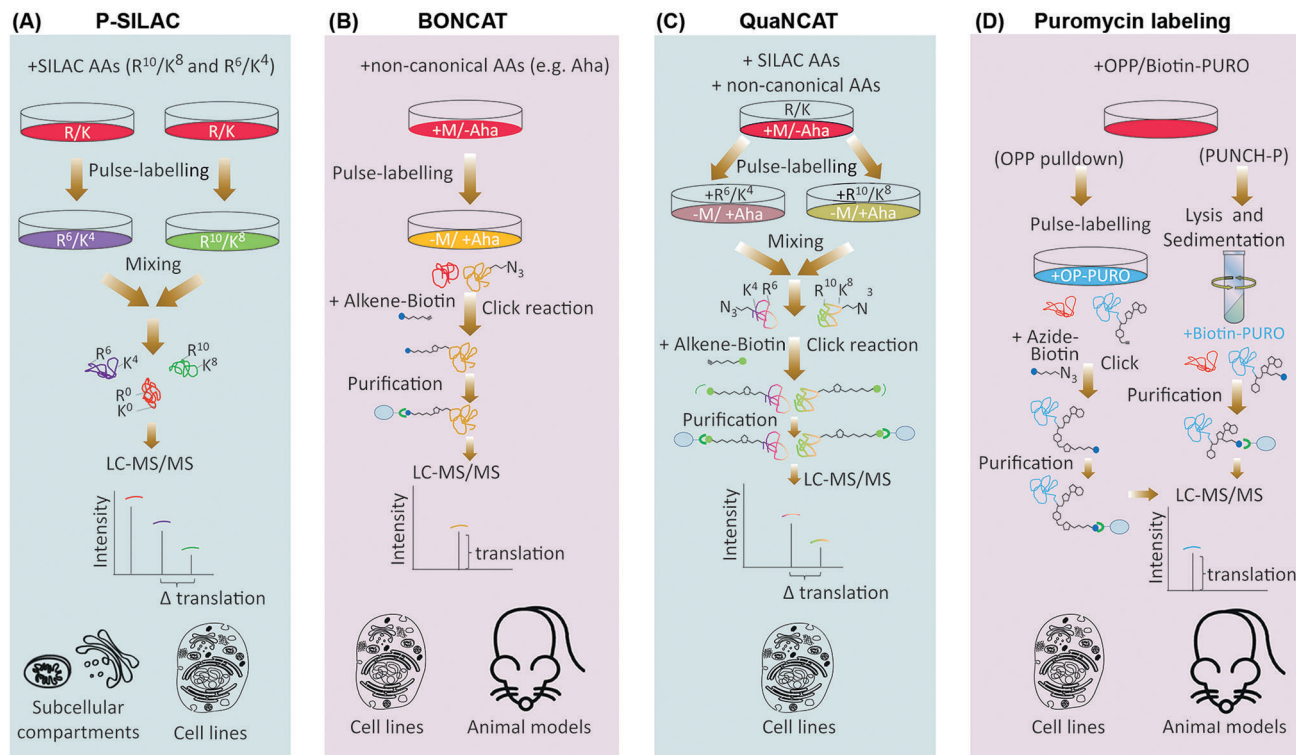 (A) P-SILAC
+SILAC AAs (R¹⁰/K⁸ and R⁶/K⁴)
R/K
R/K
Pulse-labelling
R⁶/K⁴
R¹⁰/K⁸
Mixing
R⁶
K⁴
R¹⁰
K⁸
R⁰
K⁰
LC-MS/MS
Intensity
Δ translation
Subcellular
compartments
Cell lines
(B) BONCAT
+non-canonical AAs (e.g. Aha)
+M/-Aha
Pulse-labelling
-M/ +Aha
N₃
+ Alkene-Biotin
Click reaction
Purification
LC-MS/MS
Intensity
translation
Cell lines
Animal models
(C) QuaNCAT
+ SILAC AAs
+ non-canonical AAs
R/K
+M/-Aha
Pulse-labelling
+R⁶/K⁴
-M/ +Aha
+R¹⁰/K⁸
-M/+Aha
Mixing
K⁴ R⁶
N₃
R¹⁰ K⁸
3
N
+ Alkene-Biotin
Click reaction
Purification
LC-MS/MS
Intensity
Δ translation
Cell lines
(D) Puromycin labeling
+OPP/Biotin-PURO
(OPP pulldown)
(PUNCH-P)
Pulse-labelling
+OP-PURO
Lysis and
Sedimentation
+ Azide-
Biotin
N₃
Click
+Biotin-PURO
Purification
Purification
LC-MS/MS
Intensity
translation
Cell lines
Animal models